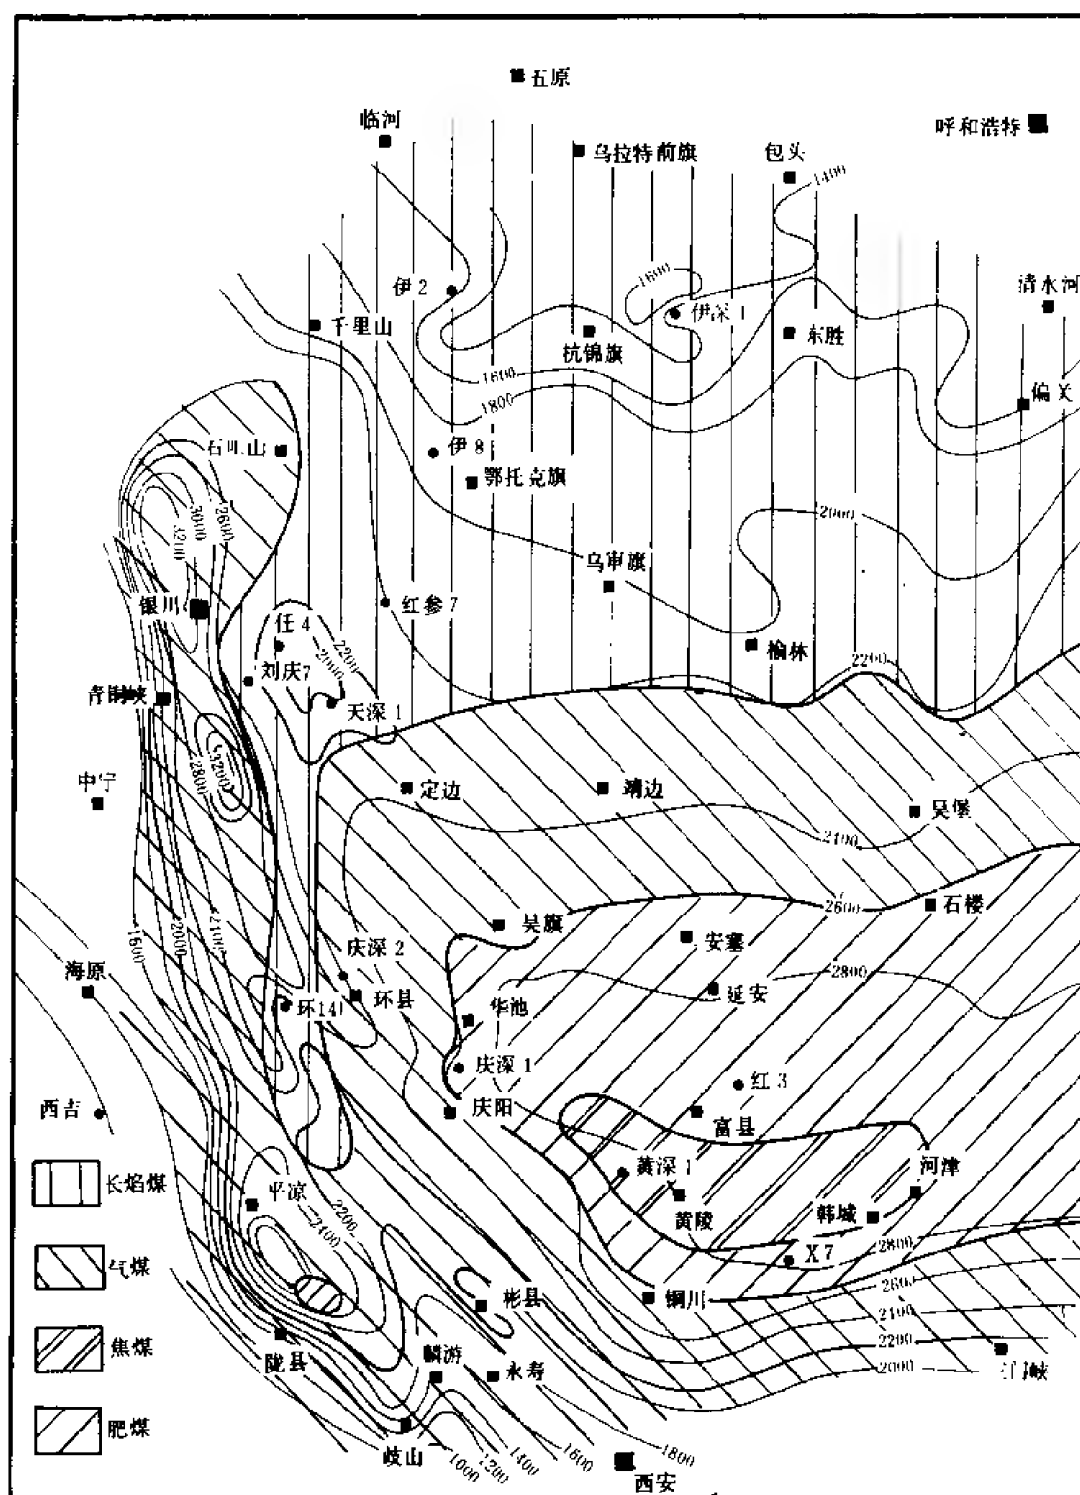 五原
临河
呼和浩特
乌拉特前旗
包头
1400
1600
伊2
伊深1
清水河
千里山
杭锦旗
东胜
1600
1800
偏关
石咀山
伊8
鄂托克旗
2600
3000
3200
2000
乌审旗
银川
红参7
任4
2200
2000
榆林
2200
刘庆7
青铜峡
天深1
3200
2800
中宁
定边
靖边
吴堡
2400
2600
石楼
吴旗
安塞
2400
2000
1600
庆深2
2800
海原
环县
延安
环14
华池
庆深1
红3
西吉
庆阳
富县
长焰煤
黄深1
河津
平凉
2200
2400
黄陵
韩城
2800
X7
气煤
2600
彬县
铜川
2400
2200
焦煤
陇县
麟游
永寿
2000
三门峡
肥煤
岐山
1000
1200
1400
1600
1800
西安